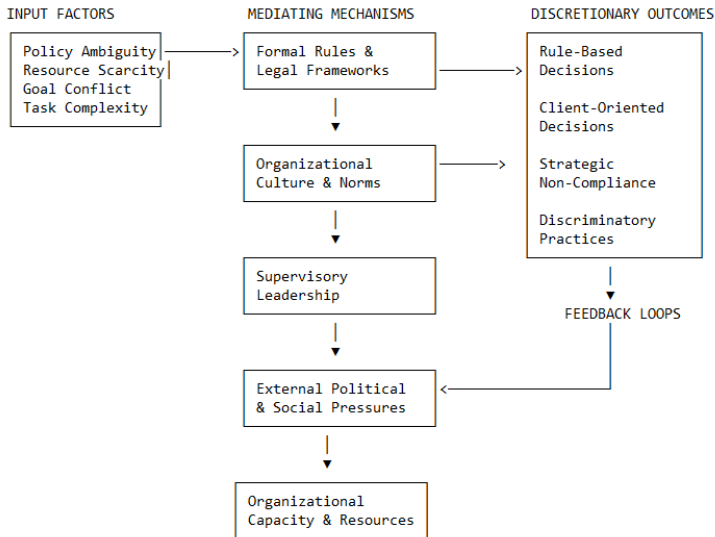 INPUT FACTORS
MEDIATING MECHANISMS
DISCRETIONARY OUTCOMES
Policy Ambiguity
Resource Scarcity
Goal Conflict
Task Complexity
Formal Rules &
Legal Frameworks
Organizational
Culture & Norms
Supervisory
Leadership
External Political
& Social Pressures
Organizational
Capacity & Resources
Rule-Based
Decisions
Client-Oriented
Decisions
Strategic
Non-Compliance
Discriminatory
Practices
FEEDBACK LOOPS